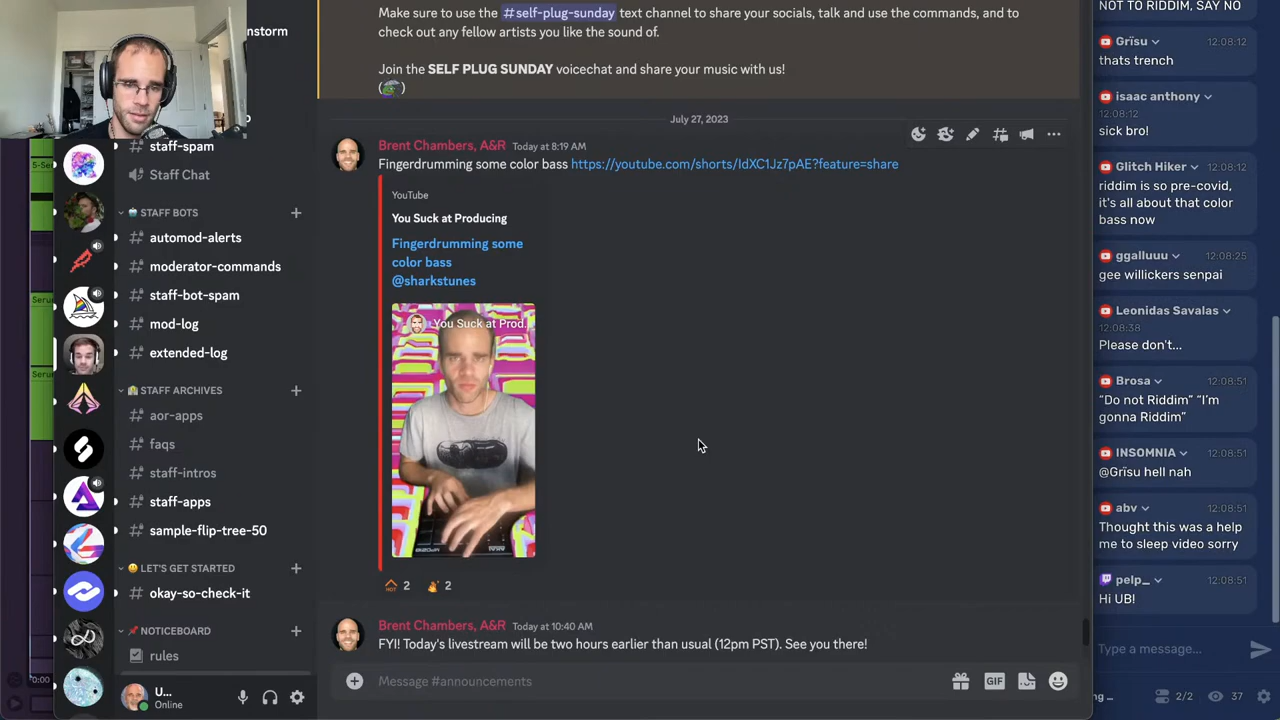 nstorm
staff-spam
Staff Chat
STAFF BOTS
automod-alerts
moderator-commands
staff-bot-spam
mod-log
extended-log
STAFF ARCHIVES
aor-apps
faqs
staff-intros
staff-apps
sample-flip-tree-50
LET'S GET STARTED
okay-so-check-it
NOTICEBOARD
rules
U...
Online
5-Se
Seru
Seru
0:00
Make sure to use the #self-plug-sunday text channel to share your socials, talk and use the commands, and to
check out any fellow artists you like the sound of.
Join the SELF PLUG SUNDAY voicechat and share your music with us!
( )
July 27, 2023
Brent Chambers, A&R Today at 8:19 AM
Fingerdrumming some color bass https://youtube.com/shorts/IdXC1Jz7pAE?feature=share
YouTube
You Suck at Producing
Fingerdrumming some
color bass
@sharkstunes
You Suck at Prod.
HOT 2 2
Brent Chambers, A&R Today at 10:40 AM
FYI! Today's livestream will be two hours earlier than usual (12pm PST). See you there!
Message #announcements
GIF
NOT TO RIDDIM, SAY NO
Grïsu 12:08:12
thats trench
isaac anthony
12:08:12
sick bro!
Glitch Hiker 12:08:12
riddim is so pre-covid,
it's all about that color
bass now
ggalluuu 12:08:25
gee willickers senpai
Leonidas Savalas
12:08:38
Please don't...
Brosa 12:08:51
“Do not Riddim” “I'm
gonna Riddim”
INSOMNIA 12:08:51
@Grïsu hell nah
abv 12:08:51
Thought this was a help
me to sleep video sorry
pelp_ 12:08:51
Hi UB!
Type a message...
ng ...
2/2 37